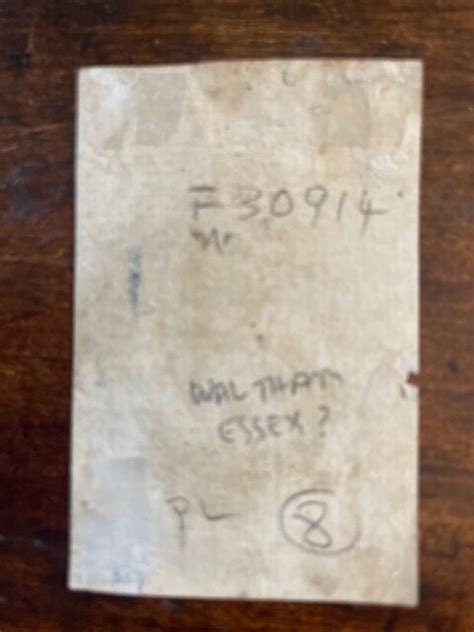 F30914
WALTHAM
ESSEX?
PL
8